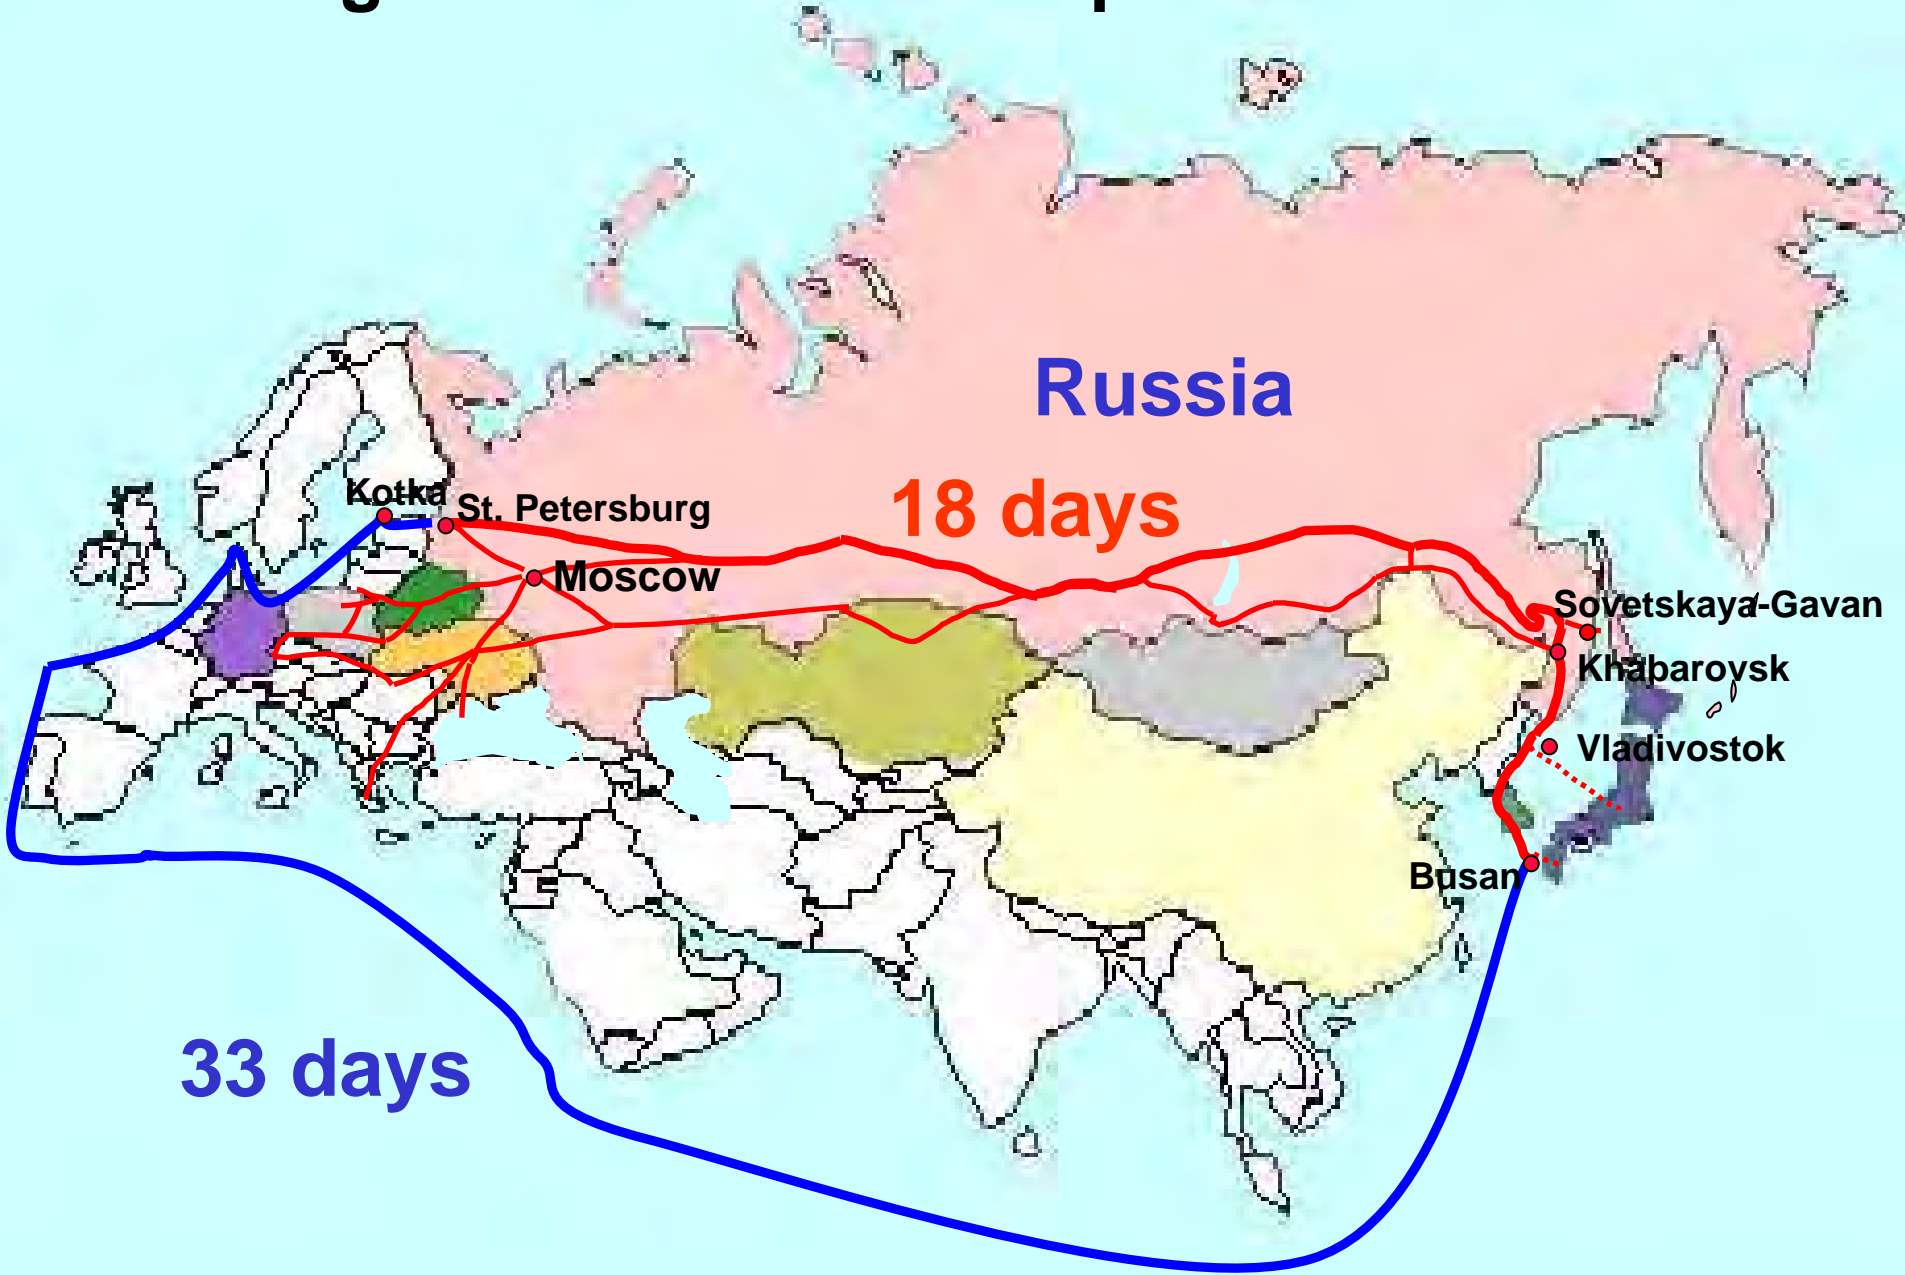 Russia
18 days
Kotka
St. Petersburg
Moscow
Sovetskaya-Gavan
Khabarovsk
Vladivostok
Busan
33 days